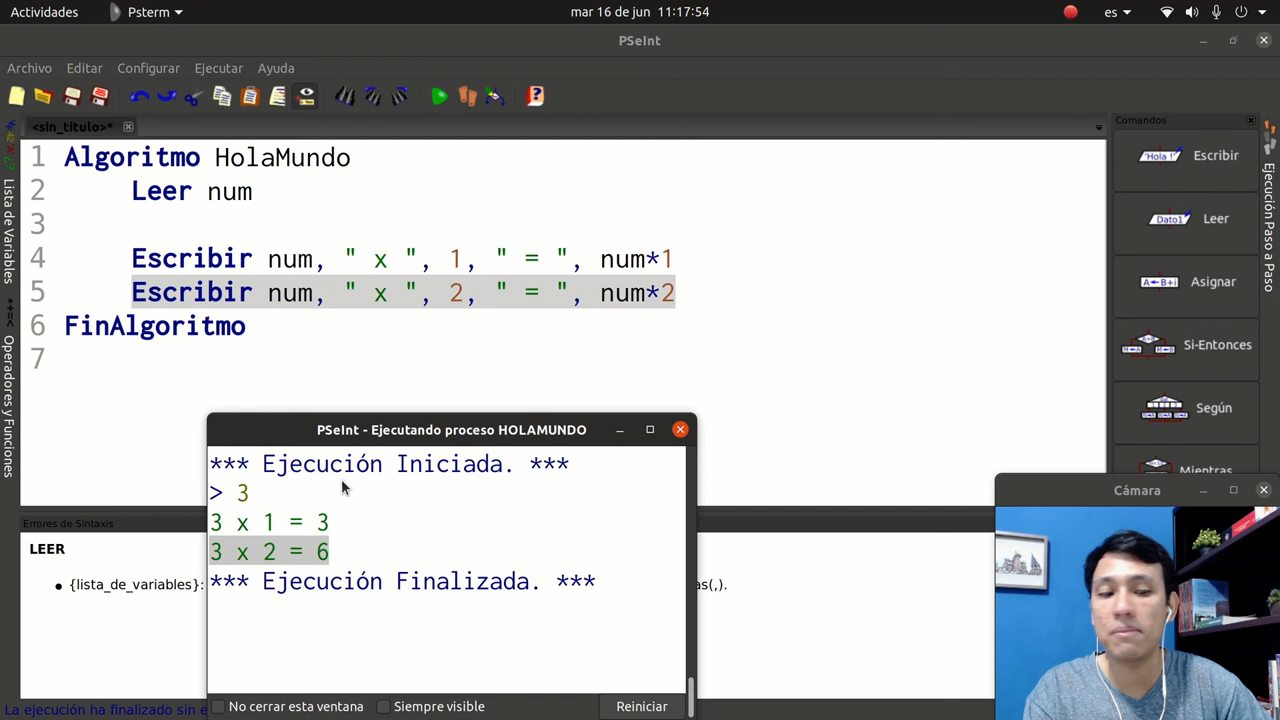 Actividades Psterm mar 16 de jun 11:17:54 es
PSeInt
Archivo Editar Configurar Ejecutar Ayuda
<sin_titulo>*
Lista de Variables
Operadores y Funciones
1 Algoritmo HolaMundo
2 Leer num
3
4 Escribir num, " x ", 1, " = ", num*1
5 Escribir num, " x ", 2, " = ", num*2
6 FinAlgoritmo
7
Comandos
'Hola !' Escribir
Dato1 Leer
A←B+i Asignar
Si-Entonces
Según
Mientras
Ejecución Paso a Paso
Errores de Sintaxis
LEER
• {lista_de_variables}:
as(,).
La ejecución ha finalizado sin e
PSeInt - Ejecutando proceso HOLAMUNDO
*** Ejecución Iniciada. ***
> 3
3 x 1 = 3
3 x 2 = 6
*** Ejecución Finalizada. ***
No cerrar esta ventana Siempre visible Reiniciar
Cámara